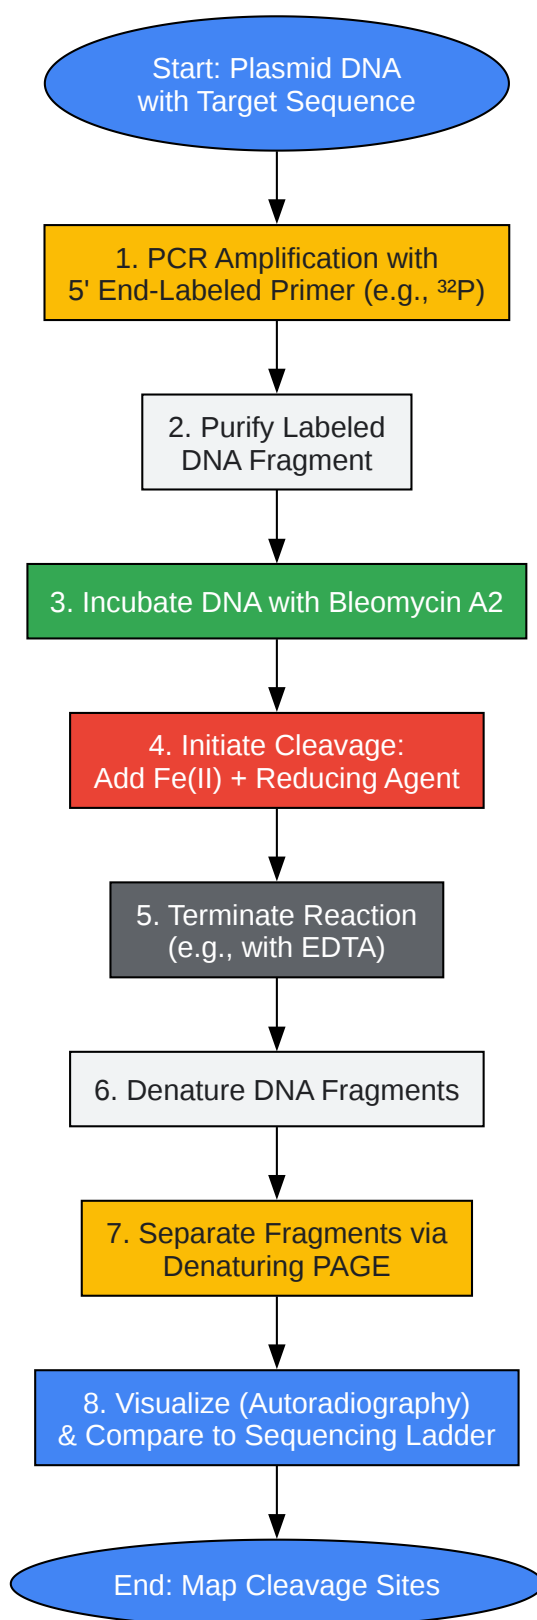 Start: Plasmid DNA
with Target Sequence
1. PCR Amplification with
5' End-Labeled Primer (e.g., ³²P)
2. Purify Labeled
DNA Fragment
3. Incubate DNA with Bleomycin A2
4. Initiate Cleavage:
Add Fe(II) + Reducing Agent
5. Terminate Reaction
(e.g., with EDTA)
6. Denature DNA Fragments
7. Separate Fragments via
Denaturing PAGE
8. Visualize (Autoradiography)
& Compare to Sequencing Ladder
End: Map Cleavage Sites